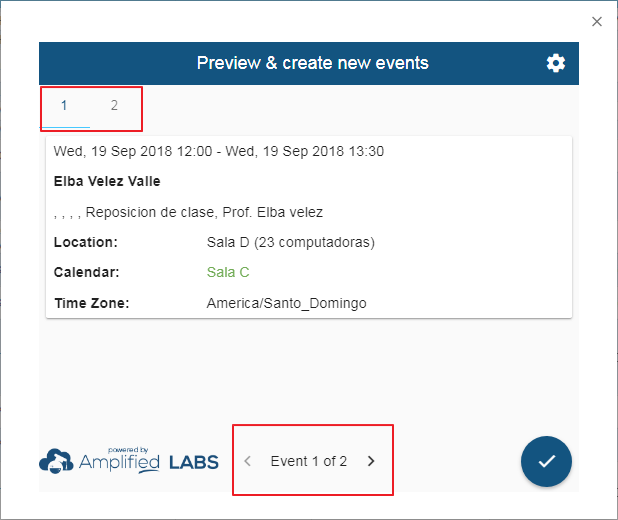 Preview & create new events
1 2
Wed, 19 Sep 2018 12:00 - Wed, 19 Sep 2018 13:30
Elba Velez Valle
, , , , Reposicion de clase, Prof. Elba velez
Location: Sala D (23 computadoras)
Calendar: Sala C
Time Zone: America/Santo_Domingo
powered by
Amplified LABS
Event 1 of 2